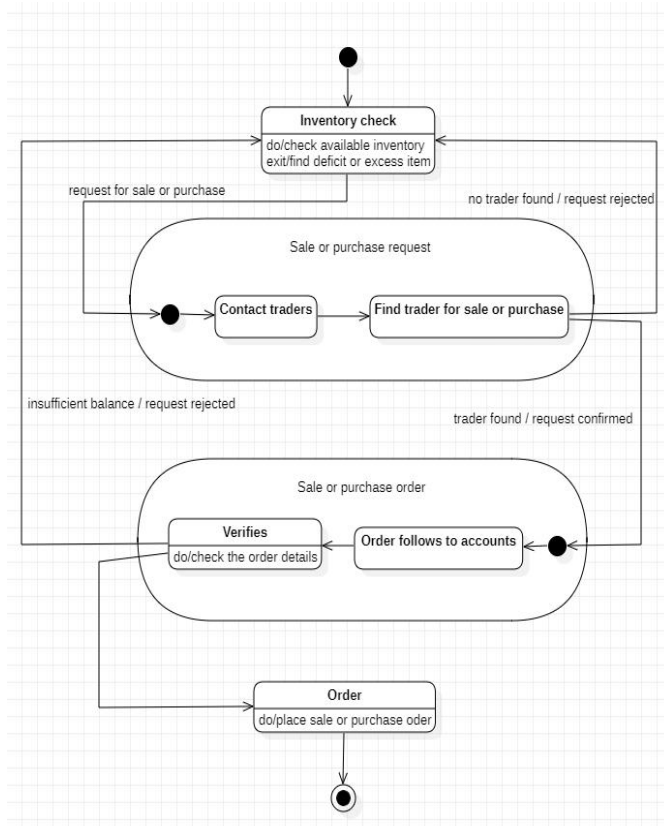 Inventory check
do/check available inventory
exit/find deficit or excess item
request for sale or purchase
no trader found / request rejected
Sale or purchase request
Contact traders
Find trader for sale or purchase
insufficient balance / request rejected
trader found / request confirmed
Sale or purchase order
Verifies
do/check the order details
Order follows to accounts
Order
do/place sale or purchase oder